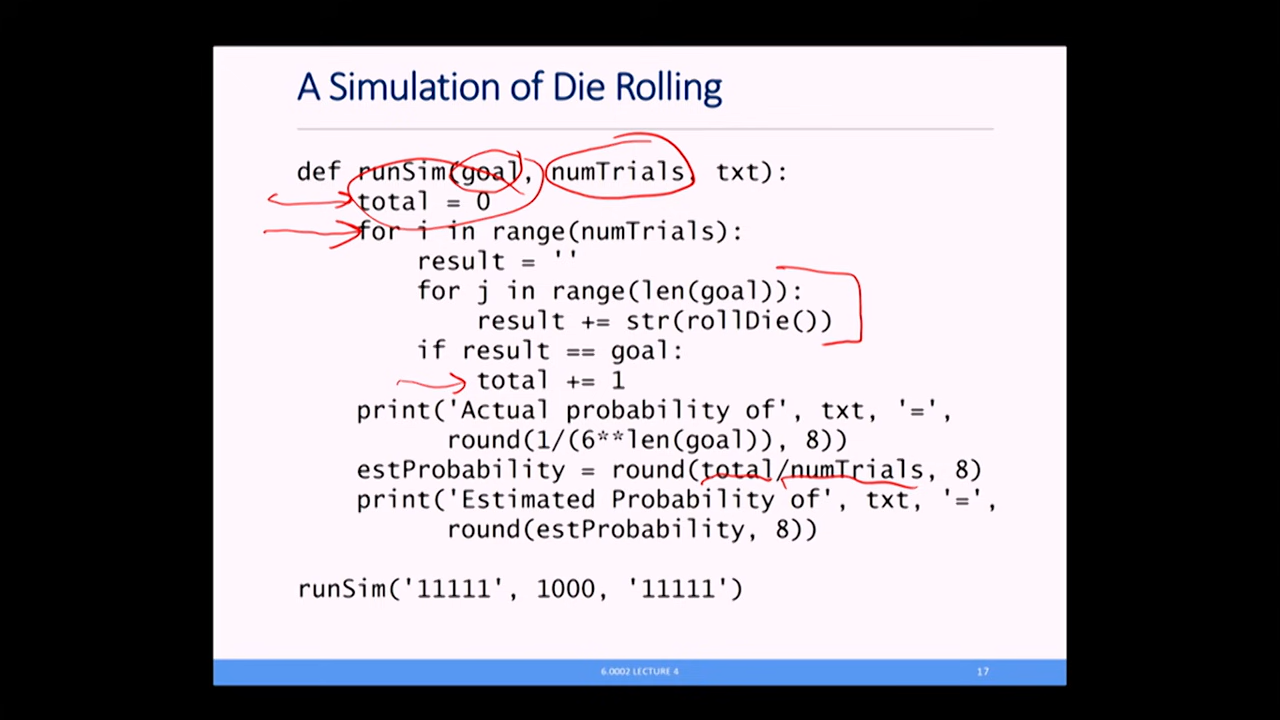 A Simulation of Die Rolling
def runSim(goal, numTrials, txt):
    total = 0
    for i in range(numTrials):
        result = ''
        for j in range(len(goal)):
            result += str(rollDie())
        if result == goal:
            total += 1
    print('Actual probability of', txt, '=',
          round(1/(6**len(goal)), 8))
    estProbability = round(total/numTrials, 8)
    print('Estimated Probability of', txt, '=',
          round(estProbability, 8))
runSim('11111', 1000, '11111')
6.0002 LECTURE 4
17